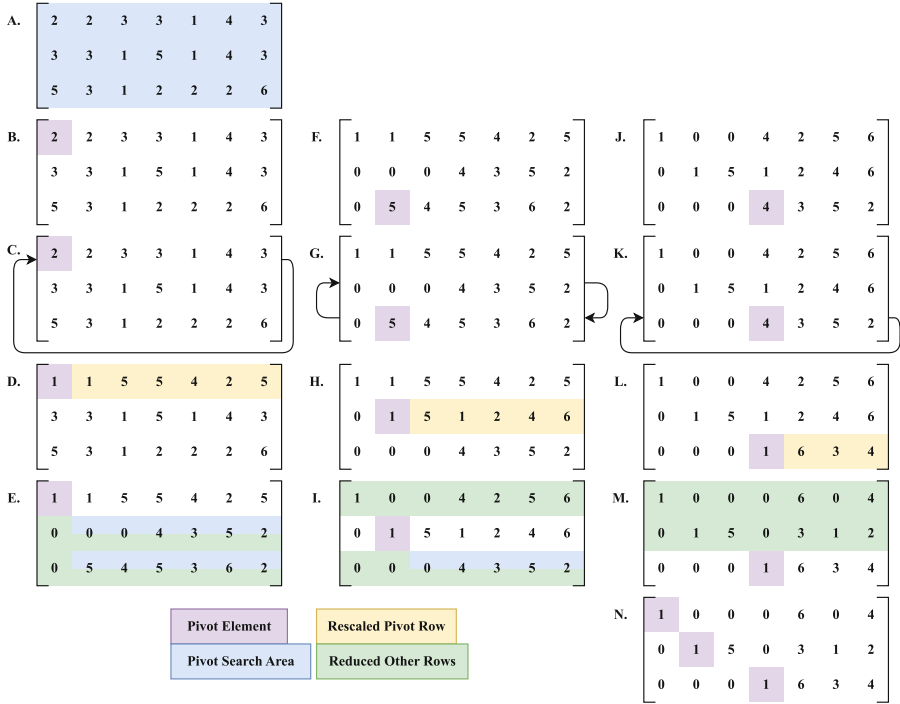 A.
2 2 3 3 1 4 3
3 3 1 5 1 4 3
5 3 1 2 2 2 6
B.
2 2 3 3 1 4 3
3 3 1 5 1 4 3
5 3 1 2 2 2 6
C.
2 2 3 3 1 4 3
3 3 1 5 1 4 3
5 3 1 2 2 2 6
D.
1 1 5 5 4 2 5
3 3 1 5 1 4 3
5 3 1 2 2 2 6
E.
1 1 5 5 4 2 5
0 0 0 4 3 5 2
0 5 4 5 3 6 2
F.
1 1 5 5 4 2 5
0 0 0 4 3 5 2
0 5 4 5 3 6 2
G.
1 1 5 5 4 2 5
0 0 0 4 3 5 2
0 5 4 5 3 6 2
H.
1 1 5 5 4 2 5
0 1 5 1 2 4 6
0 0 0 4 3 5 2
I.
1 0 0 4 2 5 6
0 1 5 1 2 4 6
0 0 0 4 3 5 2
J.
1 0 0 4 2 5 6
0 1 5 1 2 4 6
0 0 0 4 3 5 2
K.
1 0 0 4 2 5 6
0 1 5 1 2 4 6
0 0 0 4 3 5 2
L.
1 0 0 4 2 5 6
0 1 5 1 2 4 6
0 0 0 1 6 3 4
M.
1 0 0 0 6 0 4
0 1 5 0 3 1 2
0 0 0 1 6 3 4
N.
1 0 0 0 6 0 4
0 1 5 0 3 1 2
0 0 0 1 6 3 4
Pivot Element
Rescaled Pivot Row
Pivot Search Area
Reduced Other Rows